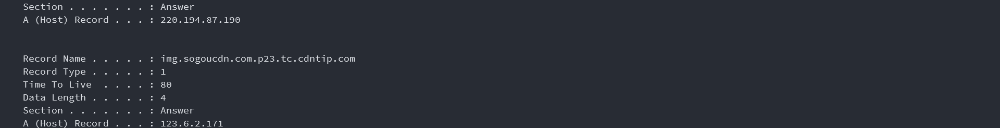 Section . . . . . . . : Answer
A (Host) Record . . . : 220.194.87.190
Record Name . . . . . : img.sogoucdn.com.p23.tc.cdntip.com
Record Type . . . . . : 1
Time To Live  . . . . : 80
Data Length . . . . . : 4
Section . . . . . . . : Answer
A (Host) Record . . . : 123.6.2.171